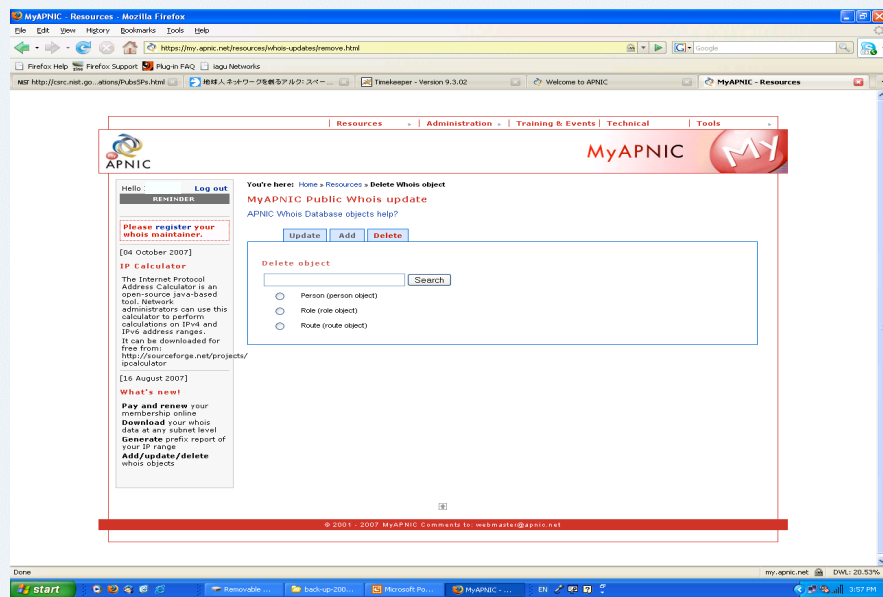 MyAPNIC - Resources - Mozilla Firefox
File Edit View History Bookmarks Tools Help
https://my.apnic.net/resources/whois-updates/remove.html
Google
Firefox Help Firefox Support Plug-in FAQ iagu Networks
NIST http://csrc.nist.go...ations/PubsSPs.html
地球人ネットワークを創るアルク: スペー...
Timekeeper - Version 9.3.02
Welcome to APNIC
MyAPNIC - Resources
Resources | Administration | Training & Events | Technical | Tools
APNIC
MyAPNIC
My
Hello : Log out
REMINDER
Please register your
whois maintainer.
[04 October 2007]
IP Calculator
The Internet Protocol
Address Calculator is an
open-source java-based
tool. Network
administrators can use this
calculator to perform
calculations on IPv4 and
IPv6 address ranges.
It can be downloaded for
free from:
http://sourceforge.net/projects/
ipcalculator
[16 August 2007]
What's new!
Pay and renew your
membership online
Download your whois
data at any subnet level
Generate prefix report of
your IP range
Add/update/delete
whois objects
You're here: Home » Resources » Delete Whois object
MyAPNIC Public Whois update
APNIC Whois Database objects help?
Update Add Delete
Delete object
Search
Person (person object)
Role (role object)
Route (route object)
© 2001 - 2007 MyAPNIC Comments to: webmaster@apnic.net
Done
my.apnic.net DWL: 20.53%
start
Removable ...
back-up-200...
Microsoft Po...
MyAPNIC - ...
EN
3:57 PM